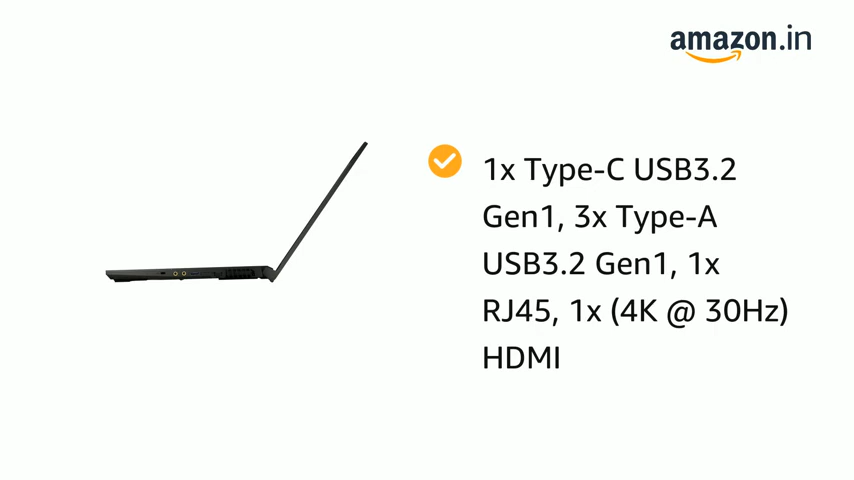 amazon.in
1x Type-C USB3.2
Gen1, 3x Type-A
USB3.2 Gen1, 1x
RJ45, 1x (4K @ 30Hz)
HDMI